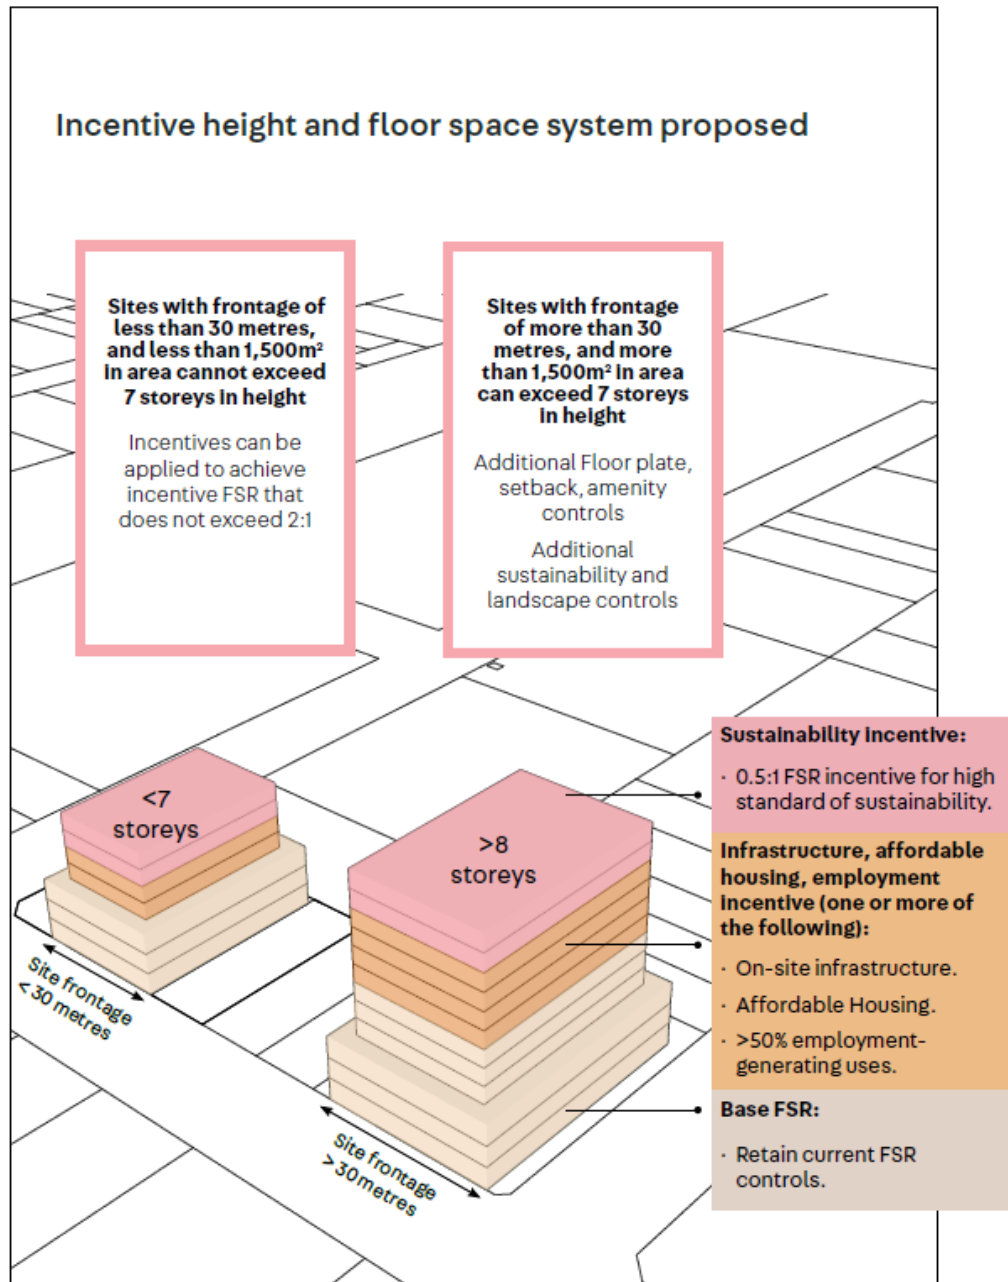 Incentive height and floor space system proposed
Sites with frontage of
less than 30 metres,
and less than 1,500m²
in area cannot exceed
7 storeys in height
Incentives can be
applied to achieve
incentive FSR that
does not exceed 2:1
Sites with frontage
of more than 30
metres, and more
than 1,500m² in area
can exceed 7 storeys
in height
Additional Floor plate,
setback, amenity
controls
Additional
sustainability and
landscape controls
<7
storeys
>8
storeys
Site frontage
< 30 metres
Site frontage
> 30 metres
Sustainability incentive:
· 0.5:1 FSR incentive for high
standard of sustainability.
Infrastructure, affordable
housing, employment
incentive (one or more of
the following):
· On-site infrastructure.
· Affordable Housing.
· >50% employment-
generating uses.
Base FSR:
· Retain current FSR
controls.